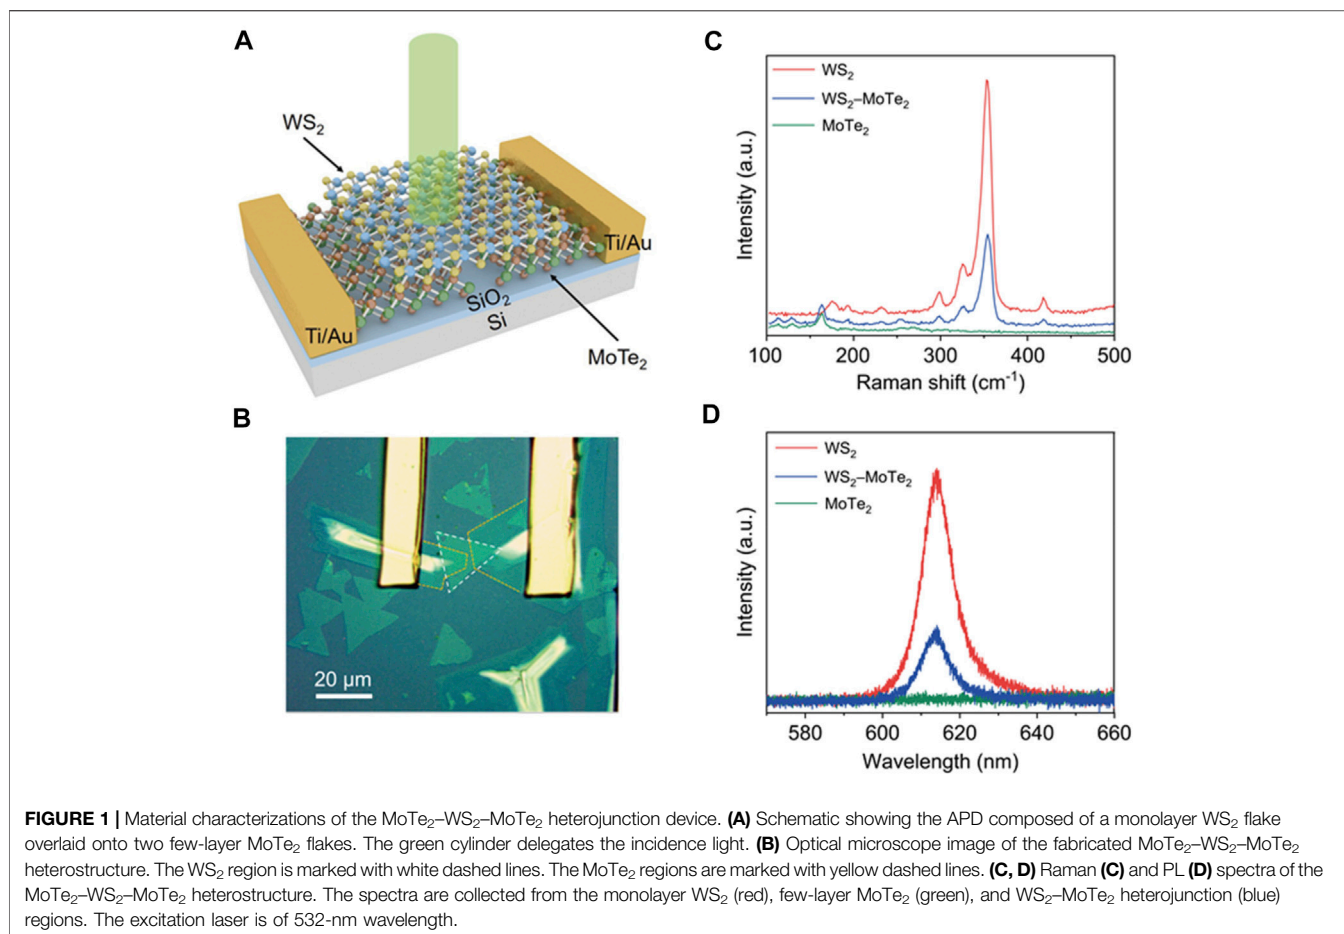 A
WS₂
Ti/Au
SiO₂
Si
Ti/Au
MoTe₂
B
20 μm
C
WS₂
WS₂–MoTe₂
MoTe₂
Intensity (a.u.)
100 200 300 400 500
Raman shift (cm⁻¹)
D
WS₂
WS₂–MoTe₂
MoTe₂
Intensity (a.u.)
580 600 620 640 660
Wavelength (nm)
FIGURE 1 | Material characterizations of the MoTe₂–WS₂–MoTe₂ heterojunction device. (A) Schematic showing the APD composed of a monolayer WS₂ flake
overlaid onto two few-layer MoTe₂ flakes. The green cylinder delegates the incidence light. (B) Optical microscope image of the fabricated MoTe₂–WS₂–MoTe₂
heterostructure. The WS₂ region is marked with white dashed lines. The MoTe₂ regions are marked with yellow dashed lines. (C, D) Raman (C) and PL (D) spectra of the
MoTe₂–WS₂–MoTe₂ heterostructure. The spectra are collected from the monolayer WS₂ (red), few-layer MoTe₂ (green), and WS₂–MoTe₂ heterojunction (blue)
regions. The excitation laser is of 532-nm wavelength.